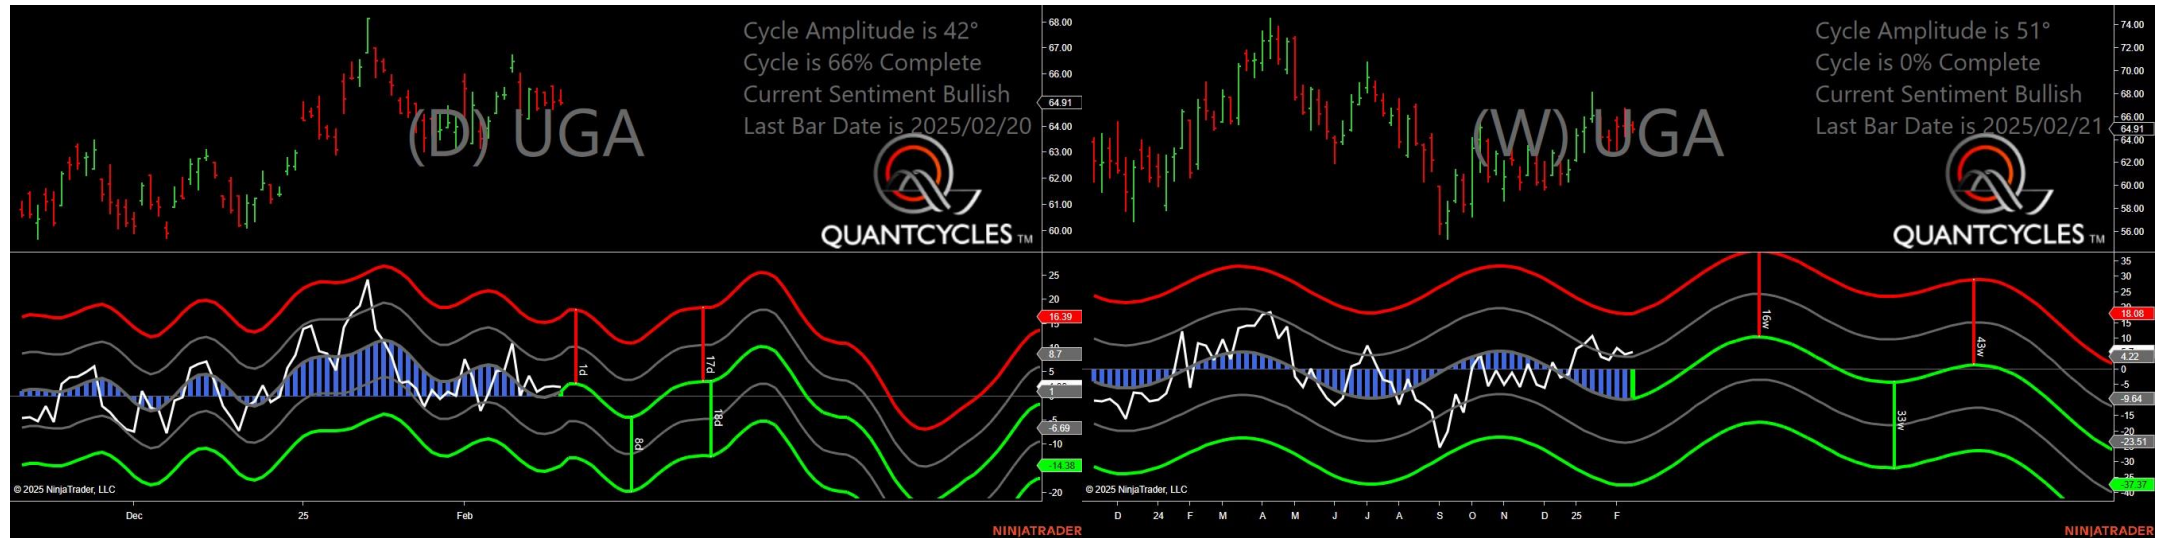 Cycle Amplitude is 42°
Cycle is 66% Complete
Current Sentiment Bullish
Last Bar Date is 2025/02/20
(D) UGA
QUANTCYCLES TM
68.00
67.00
66.00
64.91
64.00
63.00
62.00
61.00
60.00
25
20
16.39
15
10
8.7
5
1
-5
-6.69
-10
-14.38
-20
1d
8d
17d
18d
© 2025 NinjaTrader, LLC
Dec
25
Feb
NINJATRADER
Cycle Amplitude is 51°
Cycle is 0% Complete
Current Sentiment Bullish
Last Bar Date is 2025/02/21
(W) UGA
QUANTCYCLES TM
74.00
72.00
70.00
68.00
66.00
64.91
64.00
62.00
60.00
58.00
56.00
35
30
25
18.08
15
10
4.22
0
-5
-9.64
-15
-20
-23.51
-30
-37.37
-40
16w
33w
43w
© 2025 NinjaTrader, LLC
D
24
F
M
A
M
J
J
A
S
O
N
D
25
F
NINJATRADER